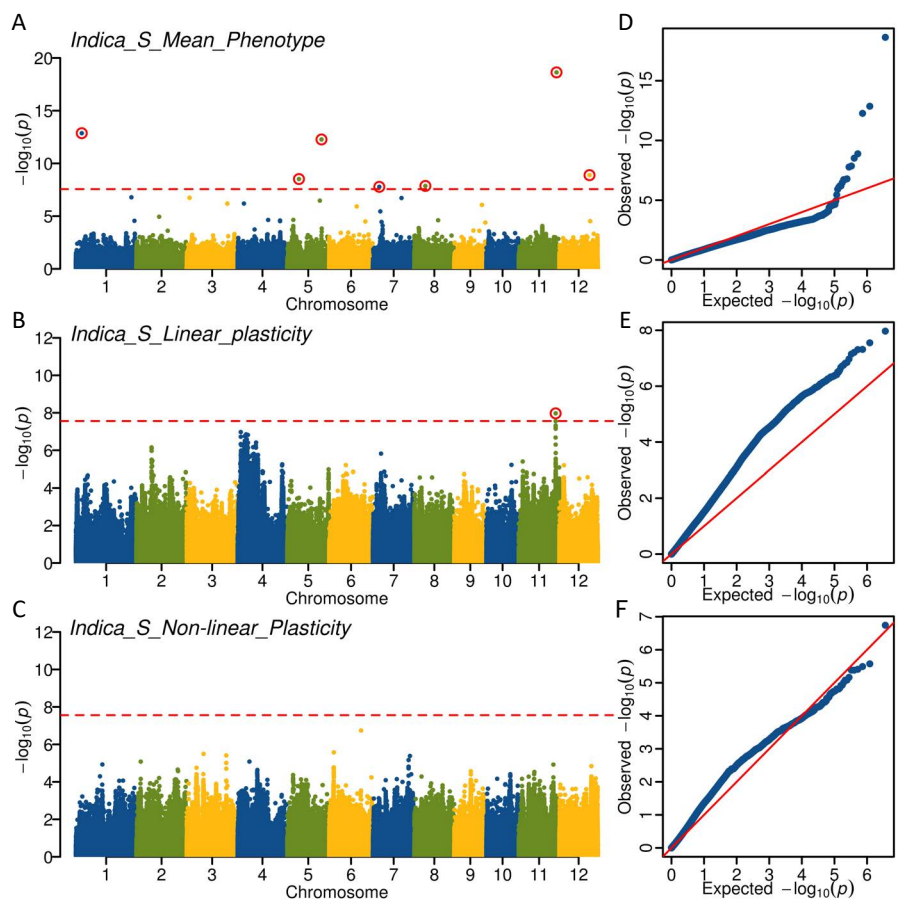 A
Indica_S_Mean_Phenotype
−log10(p)
20
15
10
5
0
1 2 3 4 5 6 7 8 9 10 11 12
Chromosome
D
Observed −log10(p)
15
10
5
0
0 1 2 3 4 5 6
Expected −log10(p)
B
Indica_S_Linear_plasticity
−log10(p)
12
10
8
6
4
2
0
1 2 3 4 5 6 7 8 9 10 11 12
Chromosome
E
Observed −log10(p)
8
6
4
2
0
0 1 2 3 4 5 6
Expected −log10(p)
C
Indica_S_Non-linear_Plasticity
−log10(p)
12
10
8
6
4
2
0
1 2 3 4 5 6 7 8 9 10 11 12
Chromosome
F
Observed −log10(p)
7
6
5
4
3
2
1
0
0 1 2 3 4 5 6
Expected −log10(p)